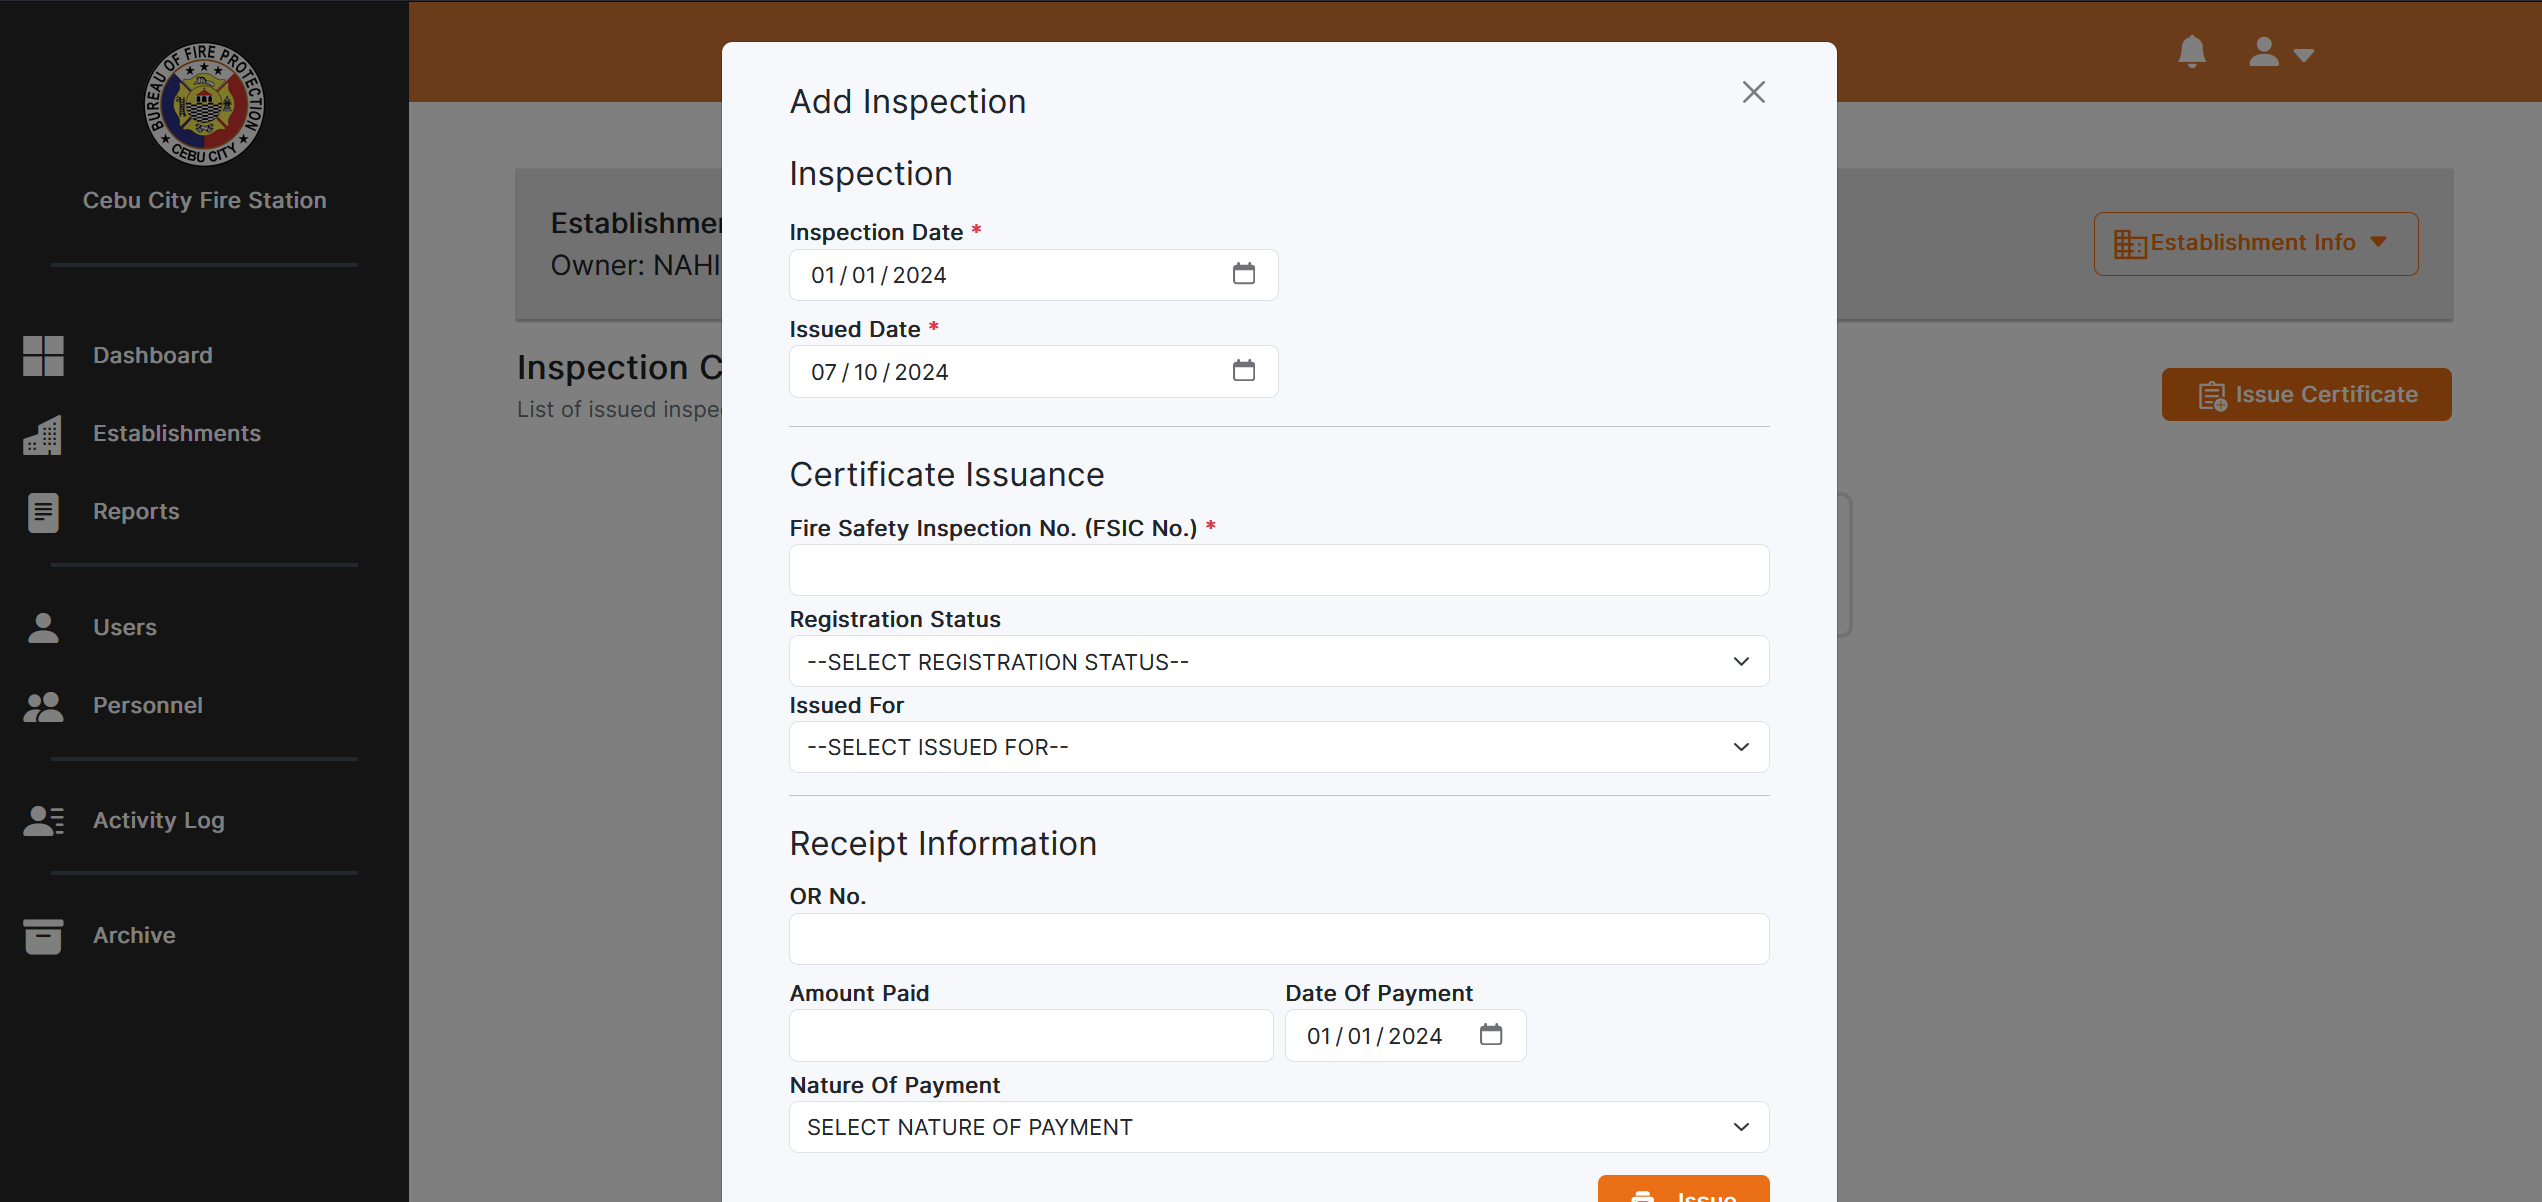 BUREAU OF FIRE PROTECTION
CEBU CITY
Cebu City Fire Station
Dashboard
Establishments
Reports
Users
Personnel
Activity Log
Archive
Owner: NAHI
Establishment Info
Inspection C
List of issued
Issue Certificate
Add Inspection
Inspection
Inspection Date *
01/01/2024
Issued Date *
07/10/2024
Certificate Issuance
Fire Safety Inspection No. (FSIC No.) *
Registration Status
--SELECT REGISTRATION STATUS--
Issued For
--SELECT ISSUED FOR--
Receipt Information
OR No.
Amount Paid
Date Of Payment
01/01/2024
Nature Of Payment
SELECT NATURE OF PAYMENT
Issue